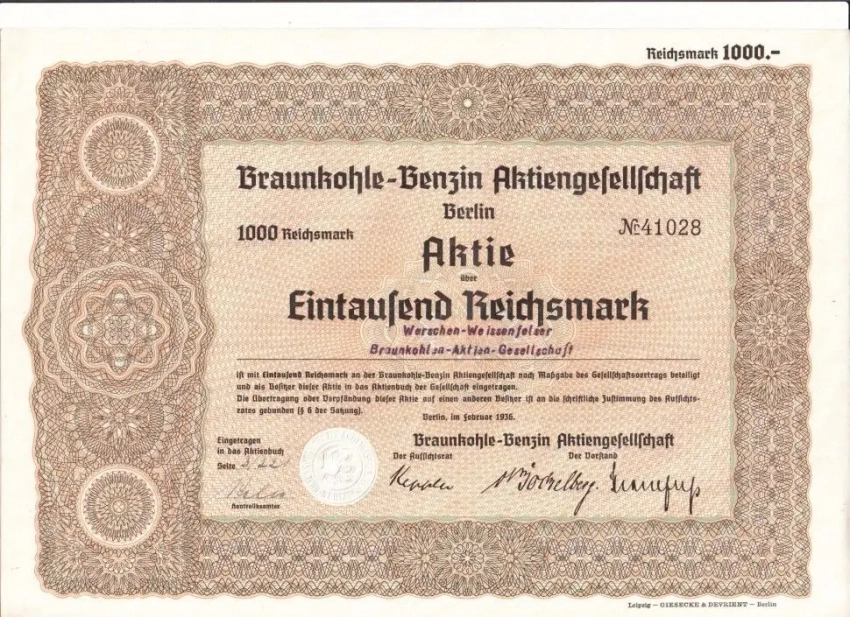 Reichsmark 1000.-
Braunkohle-Benzin Aktiengesellschaft
Berlin
1000 Reichsmark
№ 41028
Aktie
über
Eintausend Reichsmark
Werschen-Weissenfelser
Braunkohlen-Aktien-Gesellschaft
ist mit Eintausend Reichsmark an der Braunkohle-Benzin Aktiengesellschaft nach Maßgabe des Gesellschaftsvertrags beteiligt
und als Besitzer dieser Aktie in das Aktienbuch der Gesellschaft eingetragen.
Die Übertragung oder Verpfändung dieser Aktie auf einen anderen Besitzer ist an die schriftliche Zustimmung des Aufsichts-
rates gebunden (§ 6 der Satzung).
Berlin, im Februar 1936.
Eingetragen
in das Aktienbuch
Seite
Kontrollbeamter
Braunkohle-Benzin Aktiengesellschaft
Der Aufsichtsrat
Der Vorstand
Keppler
Leipzig — GIESECKE & DEVRIENT — Berlin